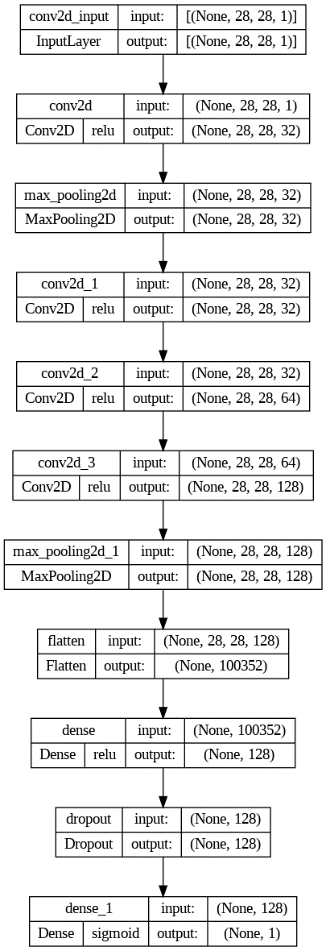 conv2d_input input: [(None, 28, 28, 1)]
InputLayer output: [(None, 28, 28, 1)]
conv2d input: (None, 28, 28, 1)
Conv2D relu output: (None, 28, 28, 32)
max_pooling2d input: (None, 28, 28, 32)
MaxPooling2D output: (None, 28, 28, 32)
conv2d_1 input: (None, 28, 28, 32)
Conv2D relu output: (None, 28, 28, 32)
conv2d_2 input: (None, 28, 28, 32)
Conv2D relu output: (None, 28, 28, 64)
conv2d_3 input: (None, 28, 28, 64)
Conv2D relu output: (None, 28, 28, 128)
max_pooling2d_1 input: (None, 28, 28, 128)
MaxPooling2D output: (None, 28, 28, 128)
flatten input: (None, 28, 28, 128)
Flatten output: (None, 100352)
dense input: (None, 100352)
Dense relu output: (None, 128)
dropout input: (None, 128)
Dropout output: (None, 128)
dense_1 input: (None, 128)
Dense sigmoid output: (None, 1)